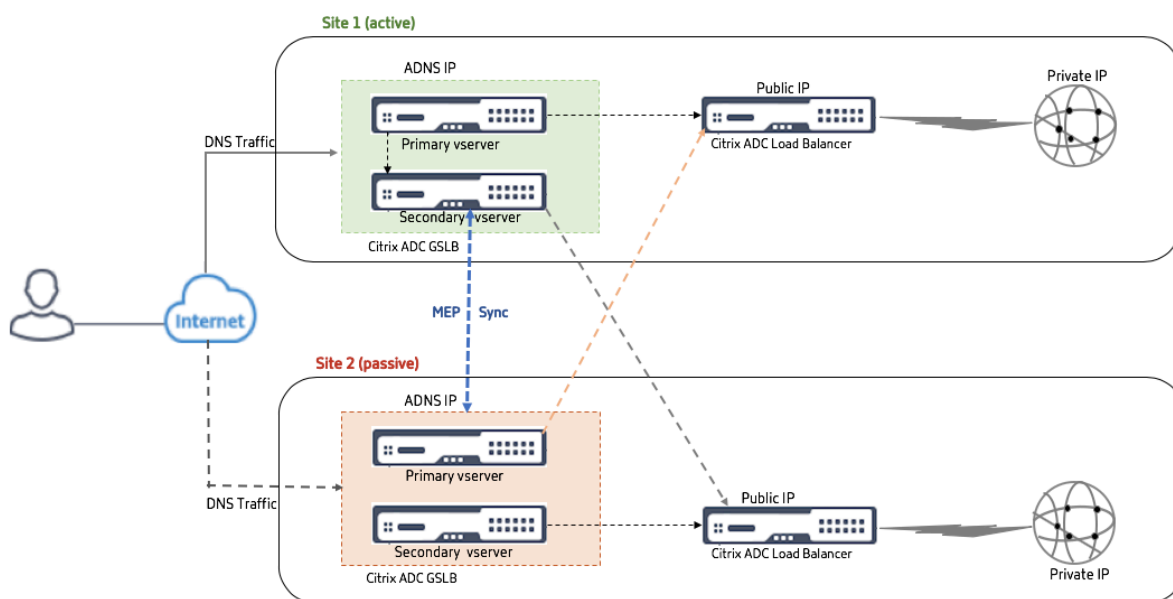 Site 1 (active)
ADNS IP
Private IP
Public IP
DNS Traffic
Primary vserver
Citrix ADC Load Balancer
Secondary vserver
Citrix ADC GSLB
Internet
MEP Sync
Site 2 (passive)
ADNS IP
Primary vserver
DNS Traffic
Public IP
Secondary vserver
Citrix ADC Load Balancer
Citrix ADC GSLB
Private IP